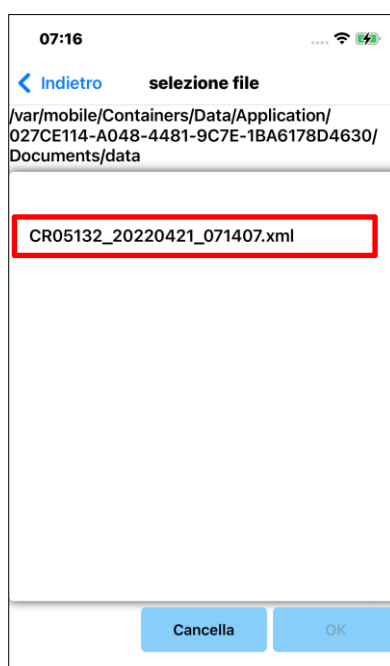 07:16
Indietro selezione file
/var/mobile/Containers/Data/Application/
027CE114-A048-4481-9C7E-1BA6178D4630/
Documents/data
CR05132_20220421_071407.xml
Cancella OK